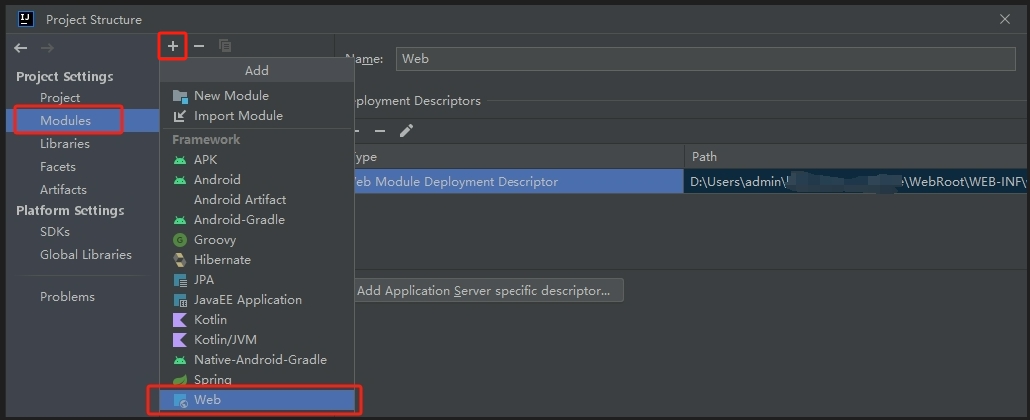 Project Structure
Project Settings
Project
Modules
Libraries
Facets
Artifacts
Platform Settings
SDKs
Global Libraries
Problems
Add
New Module
Import Module
Framework
APK
Android
Android Artifact
Android-Gradle
Groovy
Hibernate
JPA
JavaEE Application
Kotlin
Kotlin/JVM
Native-Android-Gradle
Spring
Web
Name: Web
eployment Descriptors
Type Path
eb Module Deployment Descriptor D:\Users\admin\ e\WebRoot\WEB-INF\
Add Application Server specific descriptor...